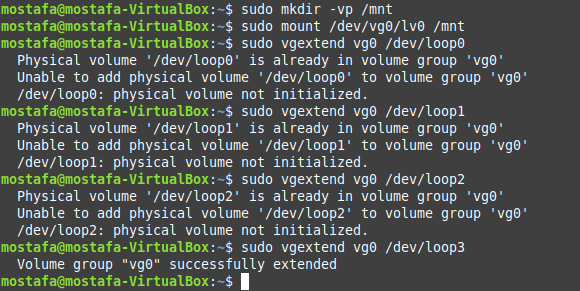 mostafa@mostafa-VirtualBox:~$ sudo mkdir -vp /mnt
mostafa@mostafa-VirtualBox:~$ sudo mount /dev/vg0/lv0 /mnt
mostafa@mostafa-VirtualBox:~$ sudo vgextend vg0 /dev/loop0
  Physical volume '/dev/loop0' is already in volume group 'vg0'
  Unable to add physical volume '/dev/loop0' to volume group 'vg0'
  /dev/loop0: physical volume not initialized.
mostafa@mostafa-VirtualBox:~$ sudo vgextend vg0 /dev/loop1
  Physical volume '/dev/loop1' is already in volume group 'vg0'
  Unable to add physical volume '/dev/loop1' to volume group 'vg0'
  /dev/loop1: physical volume not initialized.
mostafa@mostafa-VirtualBox:~$ sudo vgextend vg0 /dev/loop2
  Physical volume '/dev/loop2' is already in volume group 'vg0'
  Unable to add physical volume '/dev/loop2' to volume group 'vg0'
  /dev/loop2: physical volume not initialized.
mostafa@mostafa-VirtualBox:~$ sudo vgextend vg0 /dev/loop3
  Volume group "vg0" successfully extended
mostafa@mostafa-VirtualBox:~$